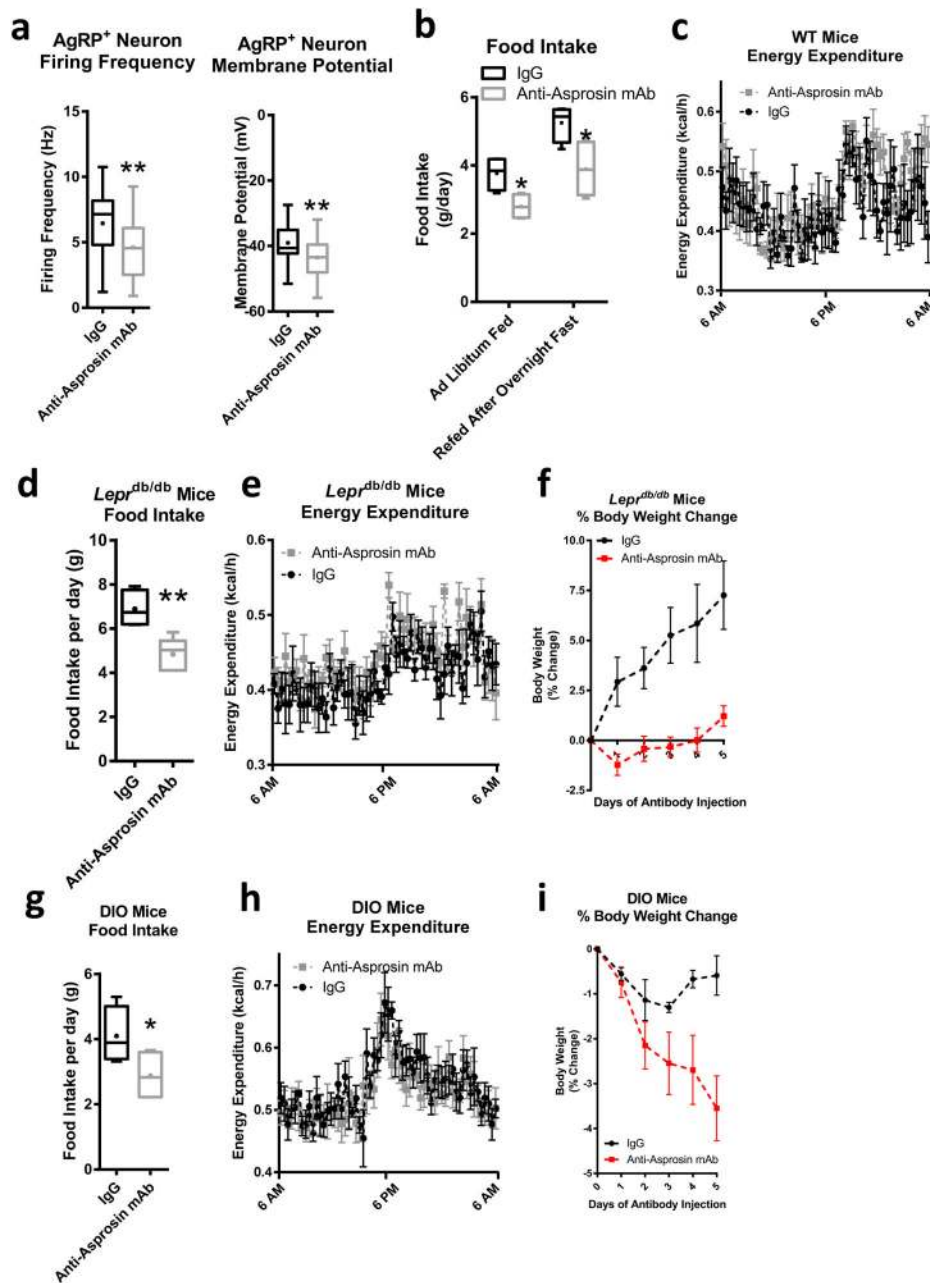 a
AgRP+ Neuron
Firing Frequency
Firing Frequency (Hz)
15
10
5
0
**
IgG
Anti-Asprosin mAb
AgRP+ Neuron
Membrane Potential
Membrane Potential (mV)
0
-20
-40
-60
**
IgG
Anti-Asprosin mAb
b
Food Intake
IgG
Anti-Asprosin mAb
Food Intake
(g/day)
6
4
2
0
*
*
Ad Libitum Fed
Refed After Overnight Fast
c
WT Mice
Energy Expenditure
Anti-Asprosin mAb
IgG
Energy Expenditure (kcal/h)
0.6
0.5
0.4
0.3
6 AM
6 PM
6 AM
d
Lepr^db/db Mice
Food Intake
Food Intake per day (g)
10
8
6
4
2
0
**
IgG
Anti-Asprosin mAb
e
Lepr^db/db Mice
Energy Expenditure
Anti-Asprosin mAb
IgG
Energy Expenditure (kcal/h)
0.6
0.5
0.4
0.3
6 AM
6 PM
6 AM
f
Lepr^db/db Mice
% Body Weight Change
IgG
Anti-Asprosin mAb
Body Weight
(% Change)
10.0
7.5
5.0
2.5
0.0
-2.5
5
Days of Antibody Injection
g
DIO Mice
Food Intake
Food Intake per day (g)
6
4
2
0
*
IgG
Anti-Asprosin mAb
h
DIO Mice
Energy Expenditure
Anti-Asprosin mAb
IgG
Energy Expenditure (kcal/h)
0.7
0.6
0.5
0.4
6 AM
6 PM
6 AM
i
DIO Mice
% Body Weight Change
Body Weight
(% Change)
0
-1
-2
-3
-4
-5
IgG
Anti-Asprosin mAb
0 1 2 3 4 5
Days of Antibody Injection